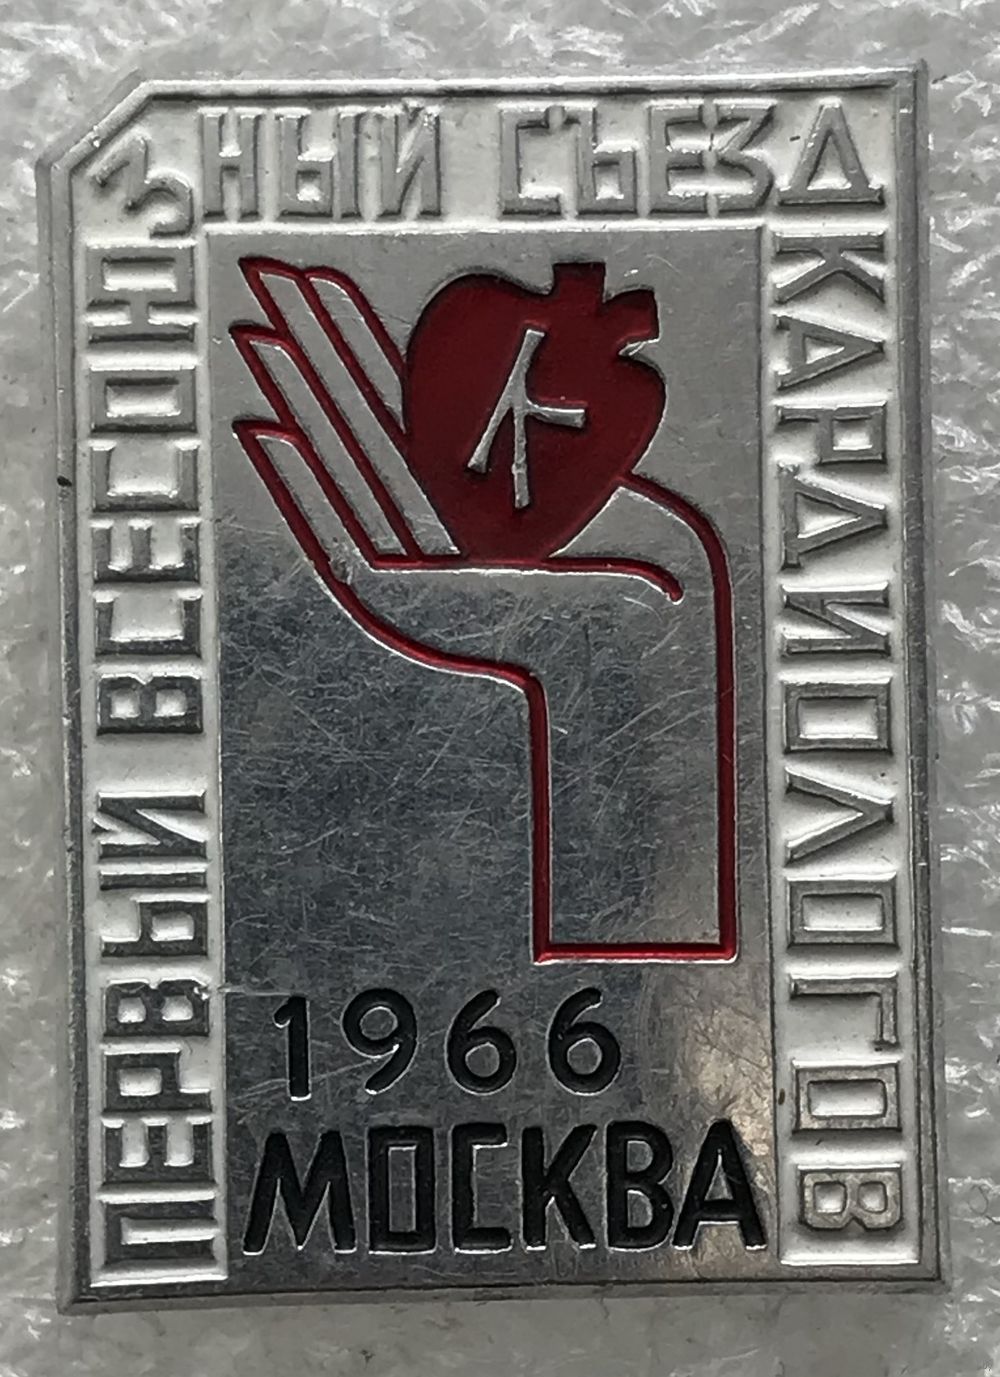 ПЕРВЫЙ ВСЕСОЮЗНЫЙ СЪЕЗД КАРДИОЛОГОВ
1966
МОСКВА